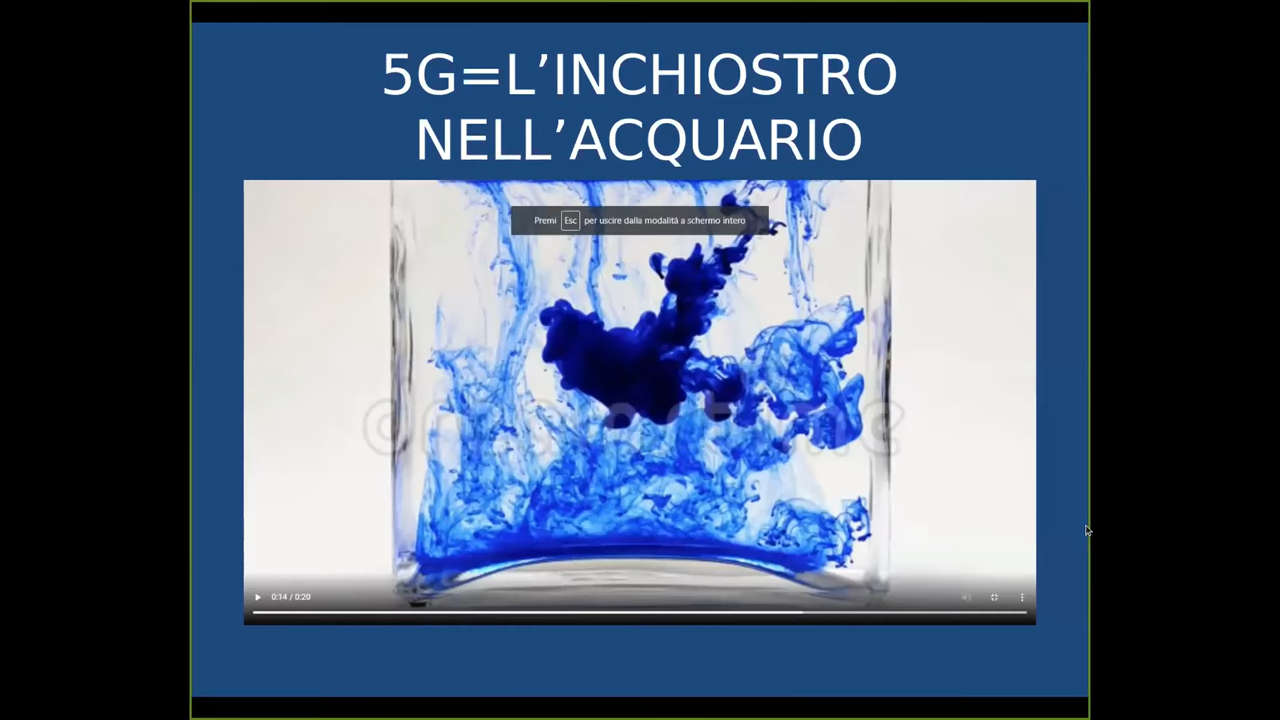 5G=L’INCHIOSTRO
NELL’ACQUARIO
Premi Esc per uscire dalla modalità a schermo intero
0:14 / 0:20